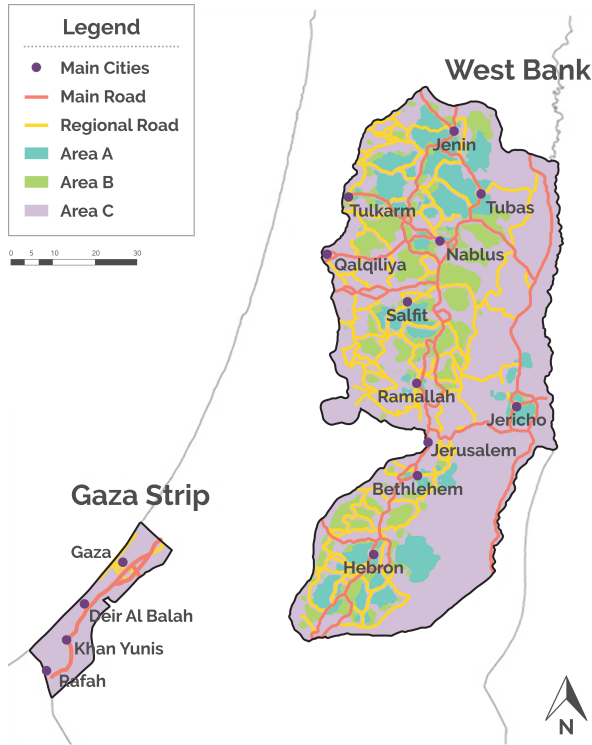 Legend
Main Cities
Main Road
Regional Road
Area A
Area B
Area C
0 5 10 20 30
West Bank
Jenin
Tulkarm
Tubas
Nablus
Qalqiliya
Salfit
Ramallah
Jericho
Jerusalem
Bethlehem
Hebron
Gaza Strip
Gaza
Deir Al Balah
Khan Yunis
Rafah
N